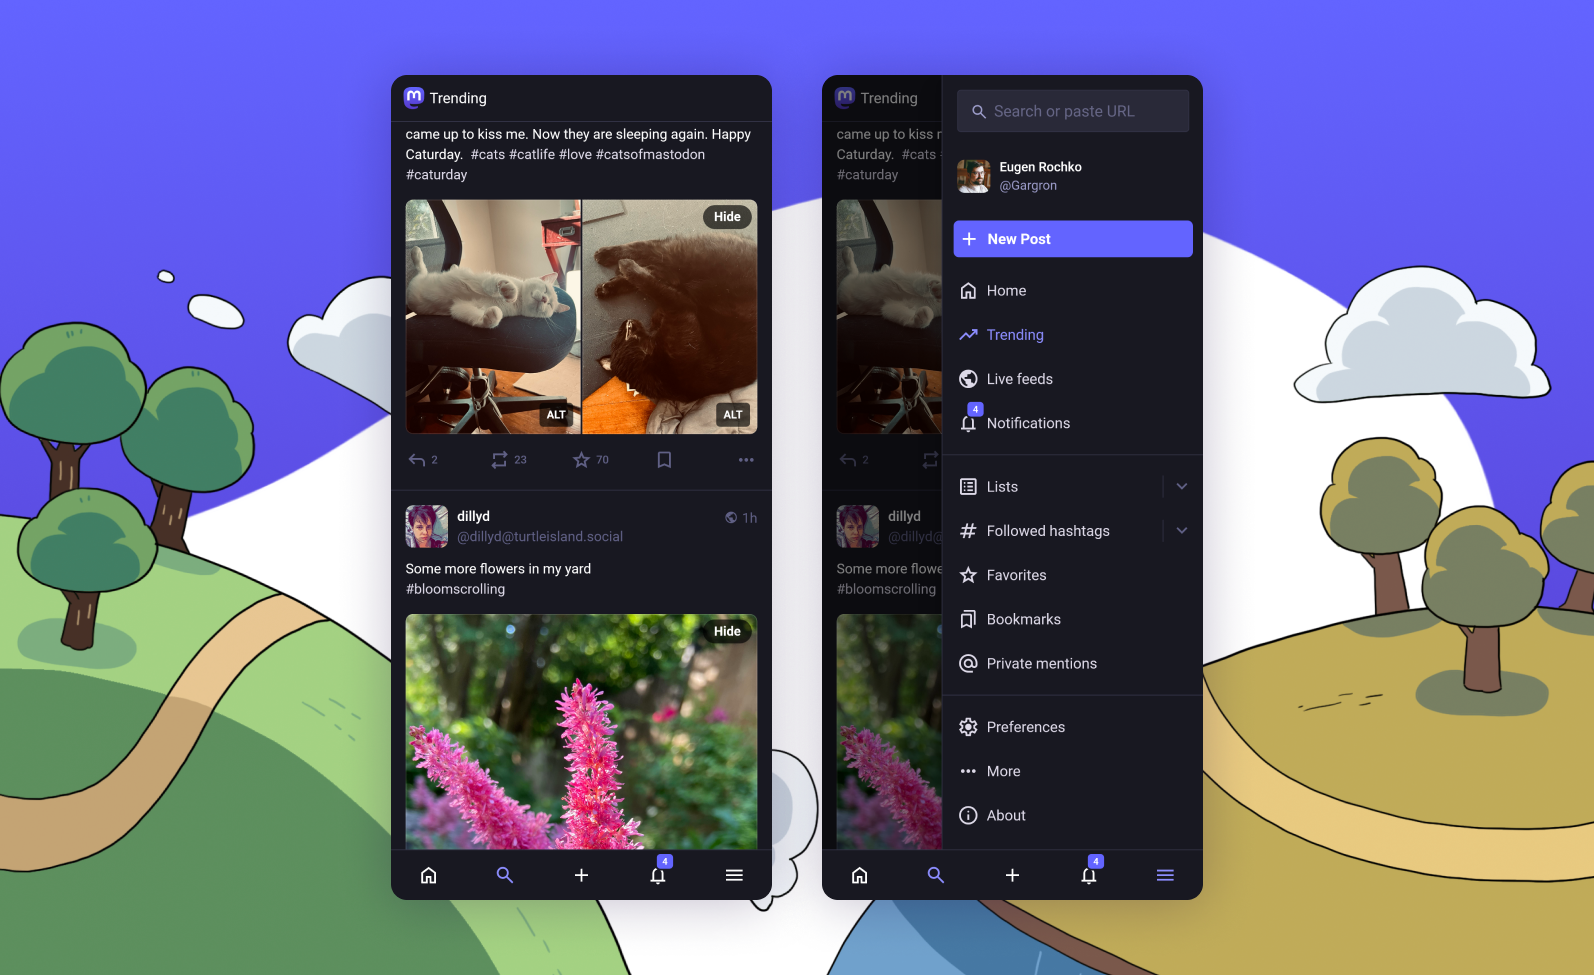 Trending
came up to kiss me. Now they are sleeping again. Happy
Caturday. #cats #catlife #love #catsofmastodon
#caturday
Hide
ALT
ALT
2
23
70
dillyd
1h
@dillyd@turtleisland.social
Some more flowers in my yard
#bloomscrolling
Hide
4
Trending
came up to kiss
Caturday. #cats
#caturday
2
dillyd
@dillyd@
Some more flowe
#bloomscrolling
Search or paste URL
Eugen Rochko
@Gargron
New Post
Home
Trending
Live feeds
4
Notifications
Lists
Followed hashtags
Favorites
Bookmarks
Private mentions
Preferences
More
About
4